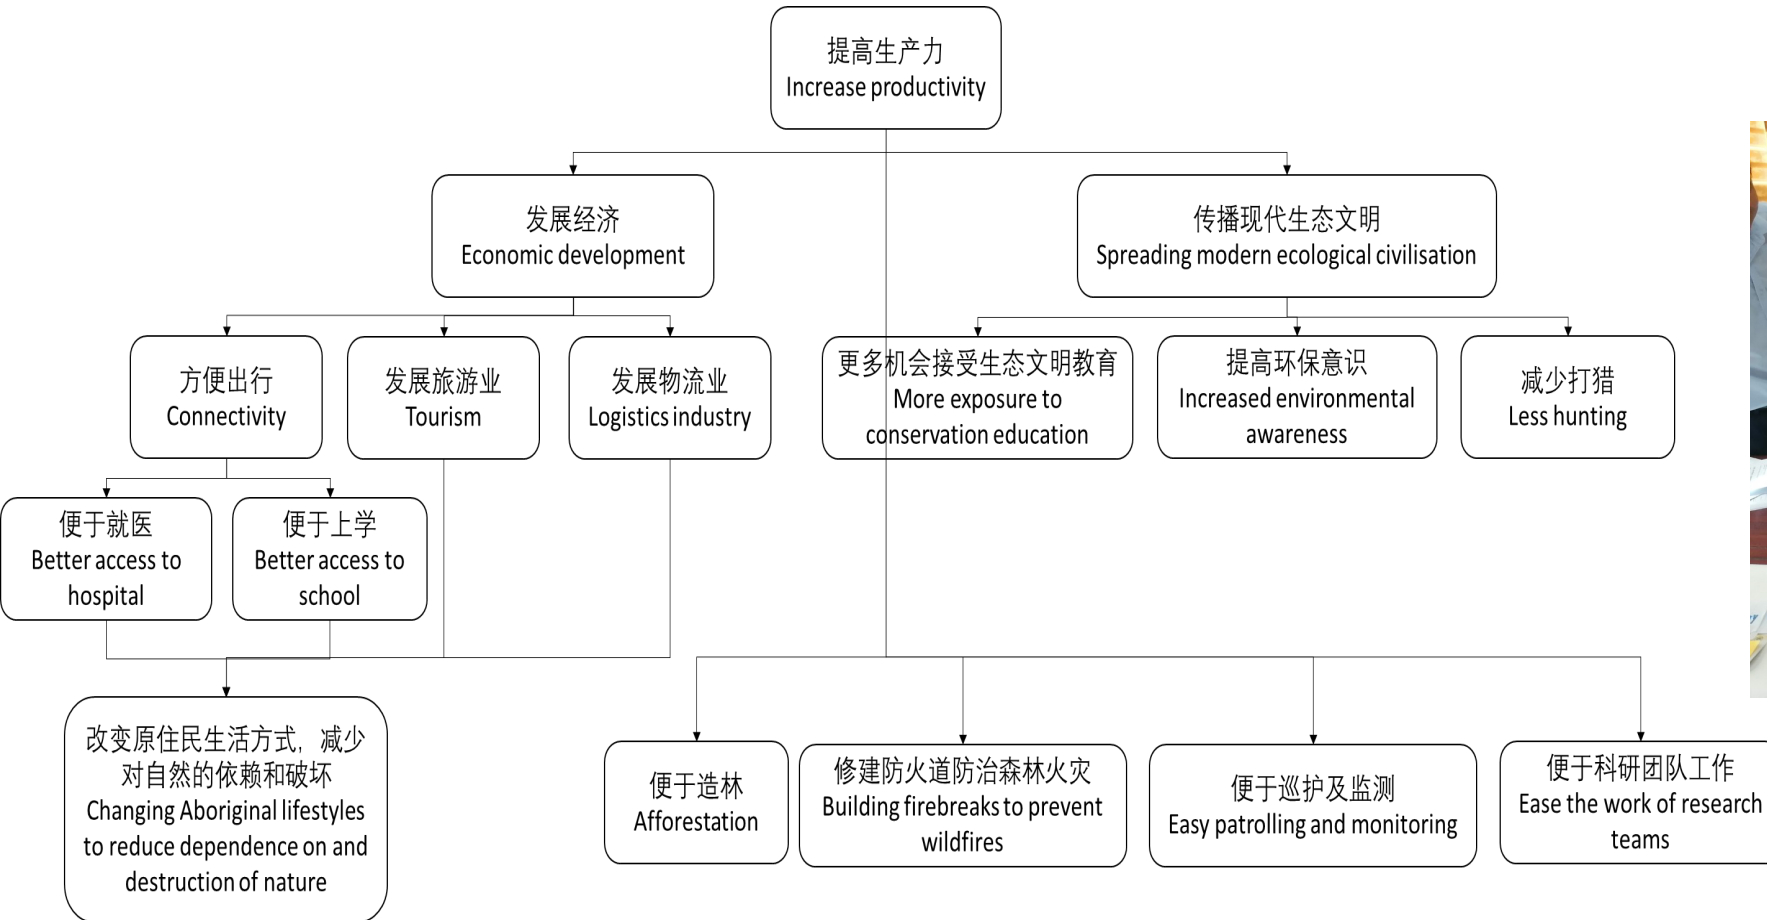 提高生产力
Increase productivity
发展经济
Economic development
传播现代生态文明
Spreading modern ecological civilisation
方便出行
Connectivity
发展旅游业
Tourism
发展物流业
Logistics industry
更多机会接受生态文明教育
More exposure to
conservation education
提高环保意识
Increased environmental
awareness
减少打猎
Less hunting
便于就医
Better access to
hospital
便于上学
Better access to
school
改变原住民生活方式，减少
对自然的依赖和破坏
Changing Aboriginal lifestyles
to reduce dependence on and
destruction of nature
便于造林
Afforestation
修建防火道防治森林火灾
Building firebreaks to prevent
wildfires
便于巡护及监测
Easy patrolling and monitoring
便于科研团队工作
Ease the work of research
teams